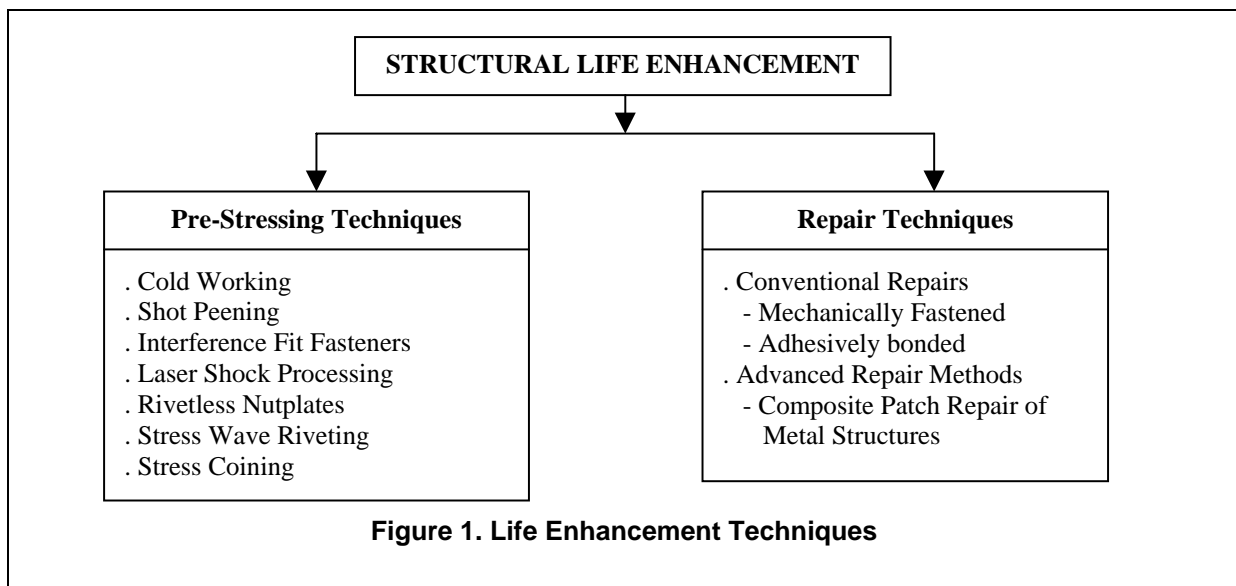 STRUCTURAL LIFE ENHANCEMENT
Pre-Stressing Techniques
. Cold Working
. Shot Peening
. Interference Fit Fasteners
. Laser Shock Processing
. Rivetless Nutplates
. Stress Wave Riveting
. Stress Coining
Repair Techniques
. Conventional Repairs
- Mechanically Fastened
- Adhesively bonded
. Advanced Repair Methods
- Composite Patch Repair of
Metal Structures
Figure 1. Life Enhancement Techniques